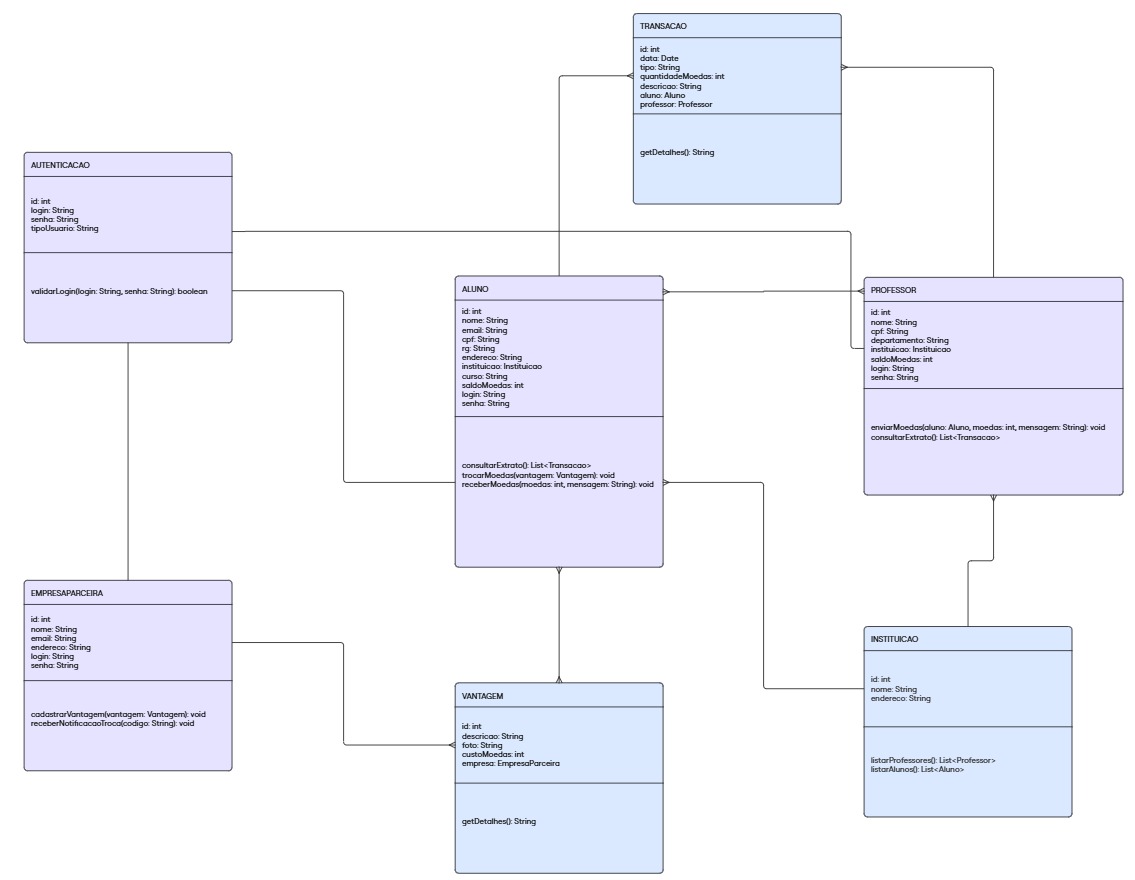 TRANSACAO
id: int
data: Date
tipo: String
quantidadeMoedas: int
descricao: String
aluno: Aluno
professor: Professor
getDetalhes(): String
AUTENTICACAO
id: int
login: String
senha: String
tipoUsuario: String
validarLogin(login: String, senha: String): boolean
ALUNO
id: int
nome: String
email: String
cpf: String
rg: String
endereco: String
instituicao: Instituicao
curso: String
saldoMoedas: int
login: String
senha: String
consultarExtrato(): List<Transacao>
trocarMoedas(vantagem: Vantagem): void
receberMoedas(moedas: int, mensagem: String): void
PROFESSOR
id: int
nome: String
cpf: String
departamento: String
instituicao: Instituicao
saldoMoedas: int
login: String
senha: String
enviarMoedas(aluno: Aluno, moedas: int, mensagem: String): void
consultarExtrato(): List<Transacao>
EMPRESAPARCEIRA
id: int
nome: String
email: String
endereco: String
login: String
senha: String
cadastrarVantagem(vantagem: Vantagem): void
receberNotificacaoTroca(codigo: String): void
VANTAGEM
id: int
descricao: String
foto: String
custoMoedas: int
empresa: EmpresaParceira
getDetalhes(): String
INSTITUICAO
id: int
nome: String
endereco: String
listarProfessores(): List<Professor>
listarAlunos(): List<Aluno>